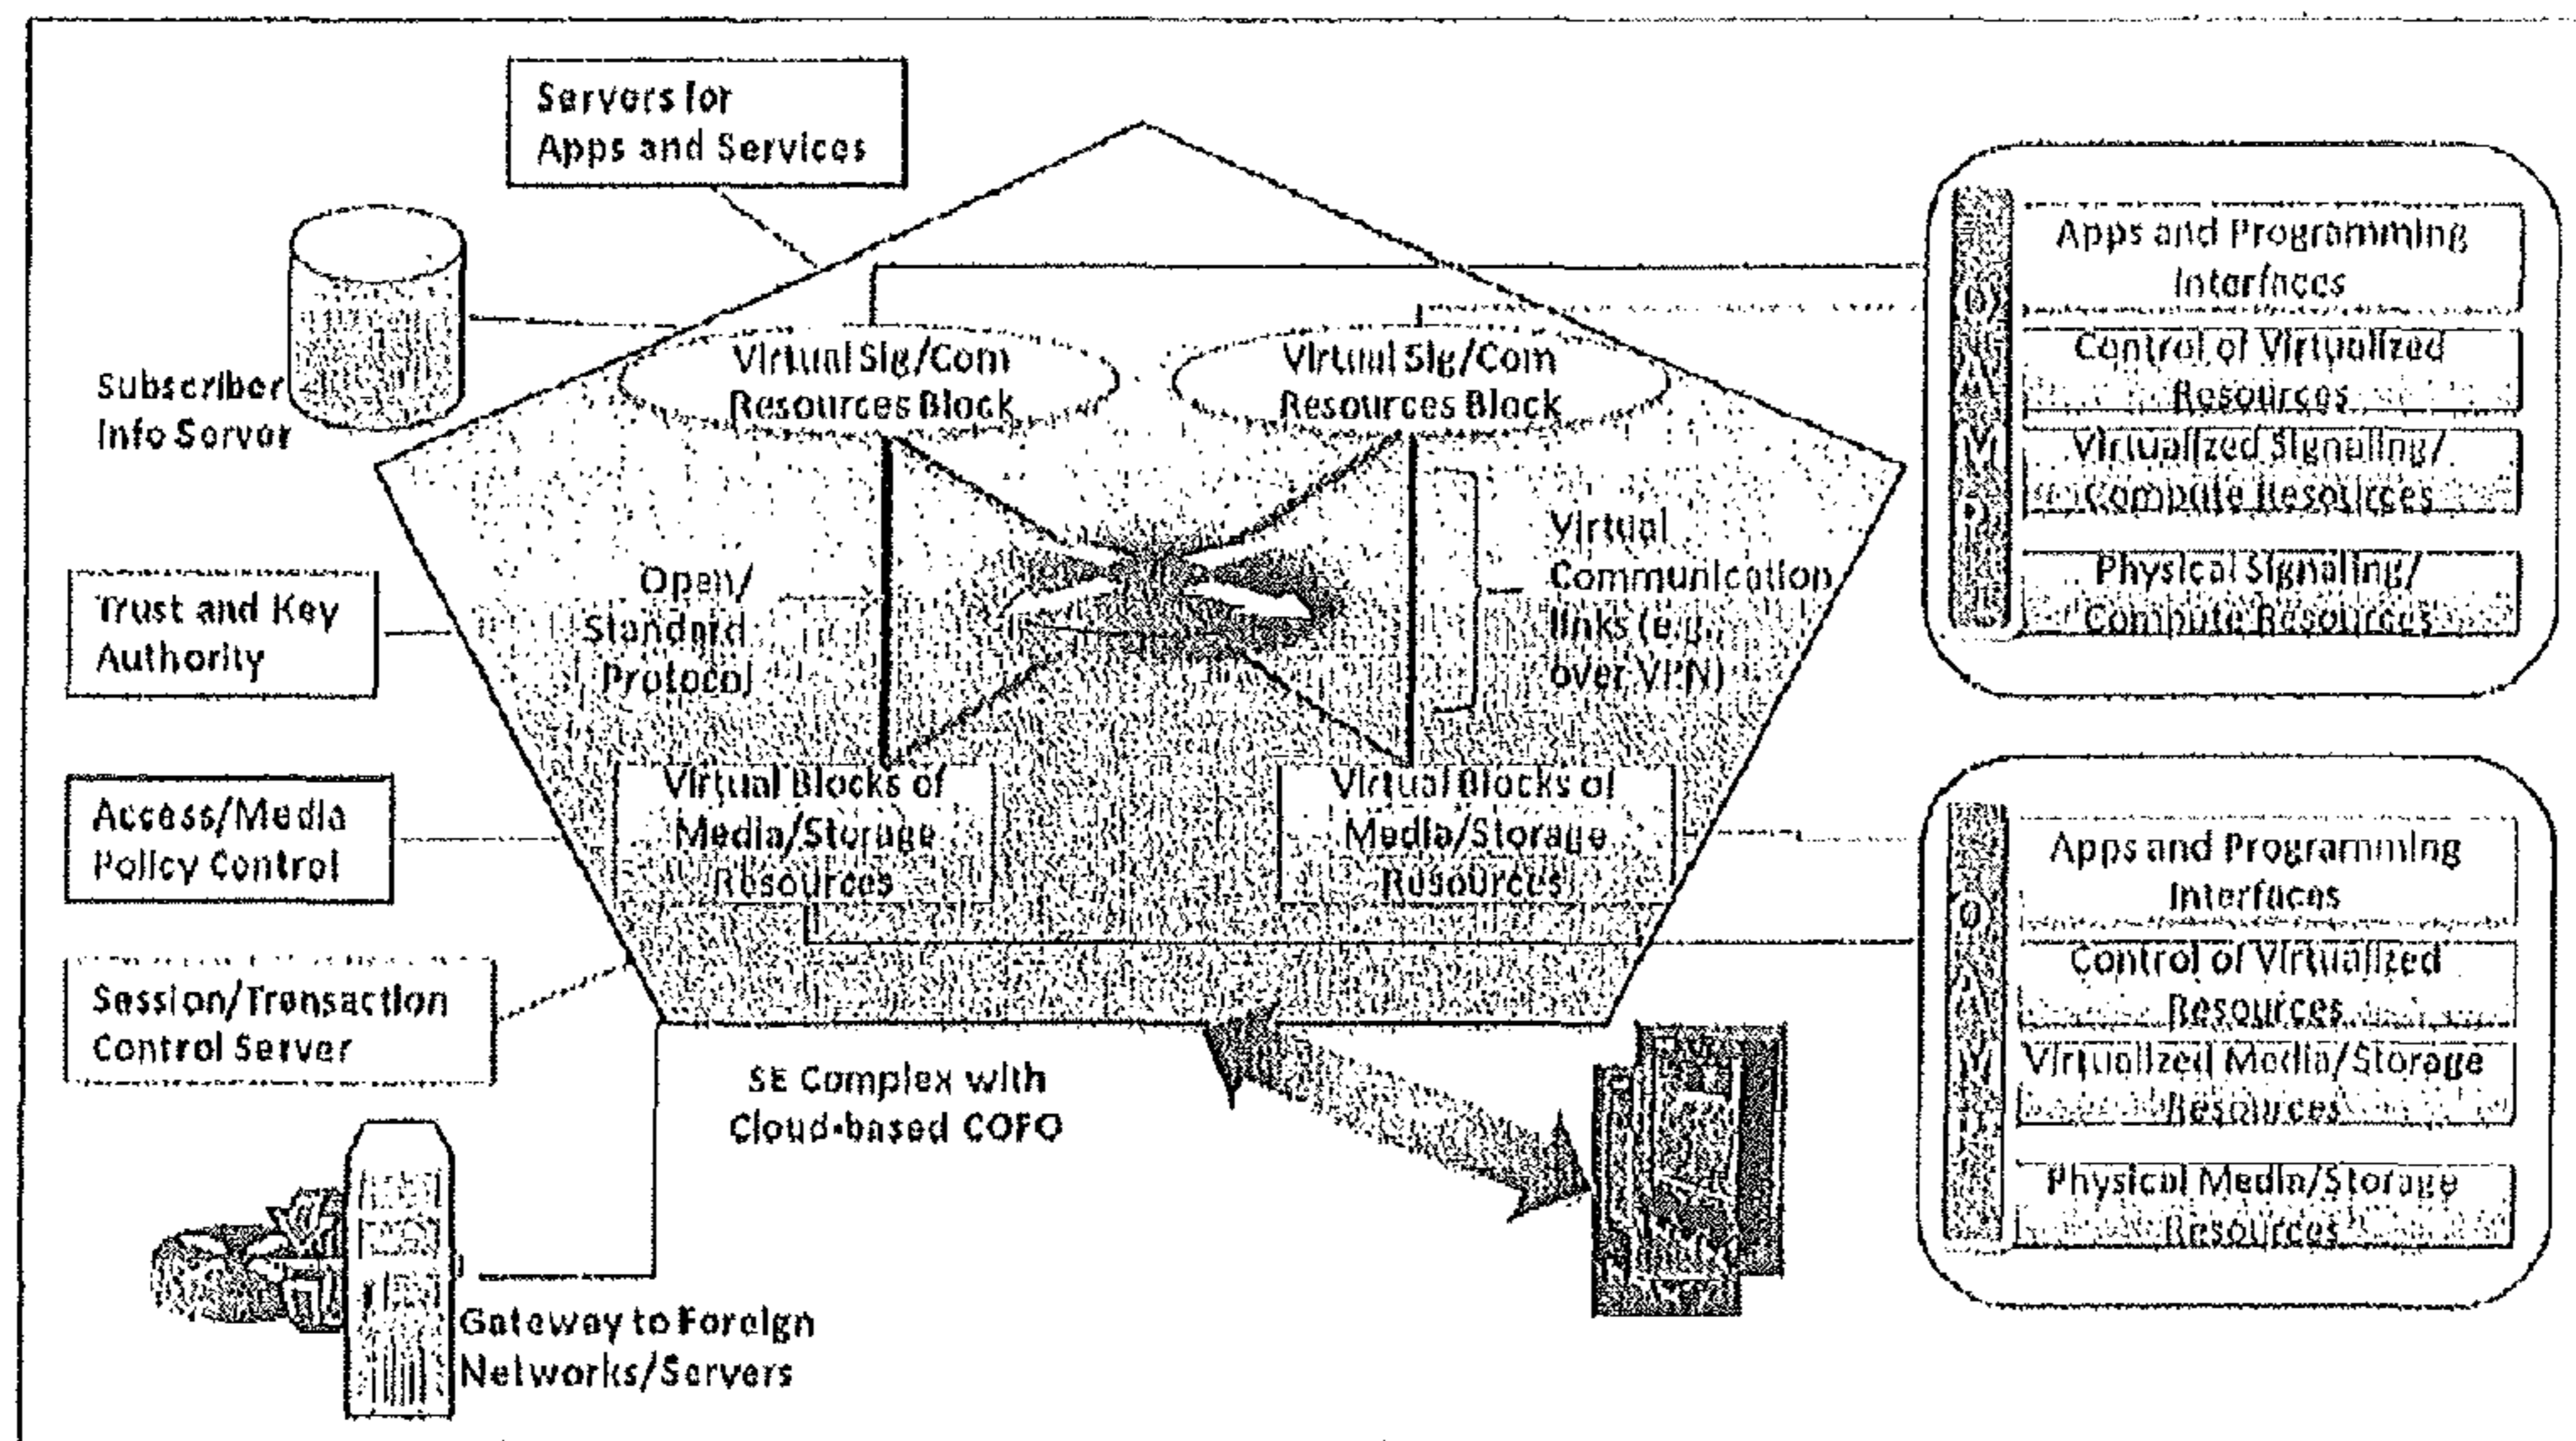 Servers for
Apps and Services
Subscriber
Info Server
Trust and Key
Authority
Access/Media
Policy Control
Session/Transaction
Control Server
Gateway to Foreign
Networks/Servers
Virtual Sig/Com
Resources Block
Virtual Sig/Com
Resources Block
Open/
Standard
Protocol
Virtual
Communication
links (e.g.,
over VPN)
Virtual Blocks of
Media/Storage
Resources
Virtual Blocks of
Media/Storage
Resources
SE Complex with
Cloud-based COFO
Apps and Programming
Interfaces
Control of Virtualized
Resources
Virtualized Signaling/
Compute Resources
Physical Signaling/
Compute Resources
Apps and Programming
Interfaces
Control of Virtualized
Resources
Virtualized Media/Storage
Resources
Physical Media/Storage
Resources